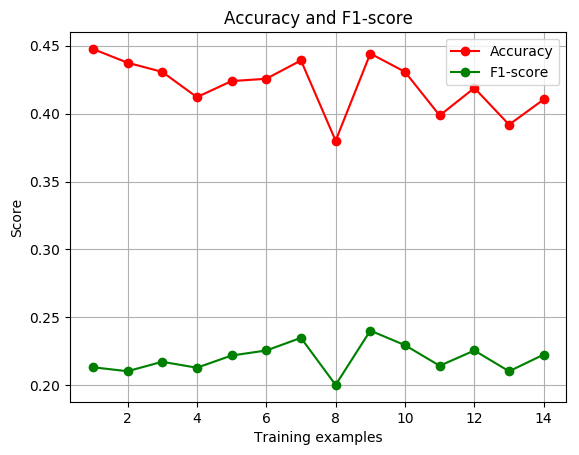 Accuracy and F1-score
Accuracy
F1-score
0.45
0.40
0.35
0.30
0.25
0.20
Score
2 4 6 8 10 12 14
Training examples